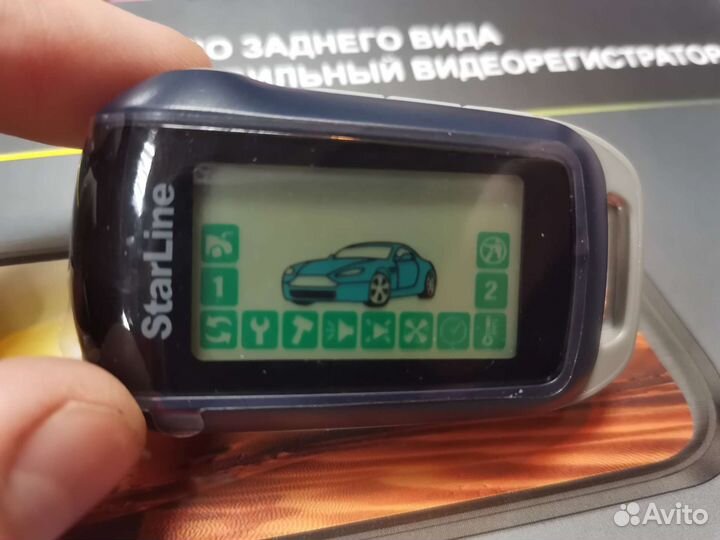 ЗАДНЕГО ВИДА
ВИДЕОРЕГИСТРАТОР
StarLine
1
2
Avito